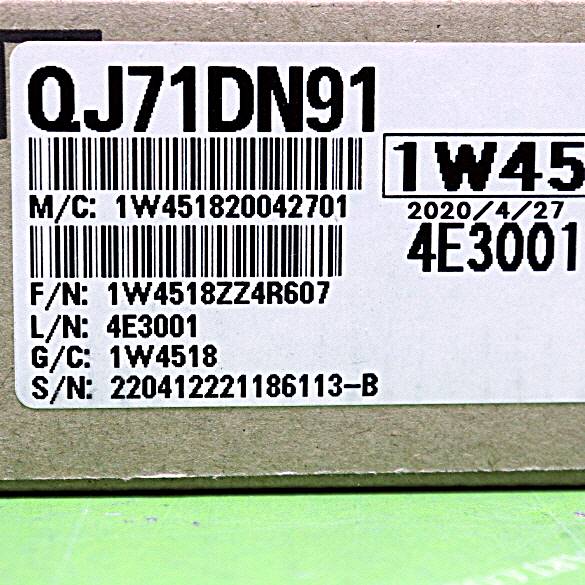 QJ71DN91
1W45
M/C: 1W451820042701
2020/4/27
4E3001
F/N: 1W4518ZZ4R607
L/N: 4E3001
G/C: 1W4518
S/N: 220412221186113-B